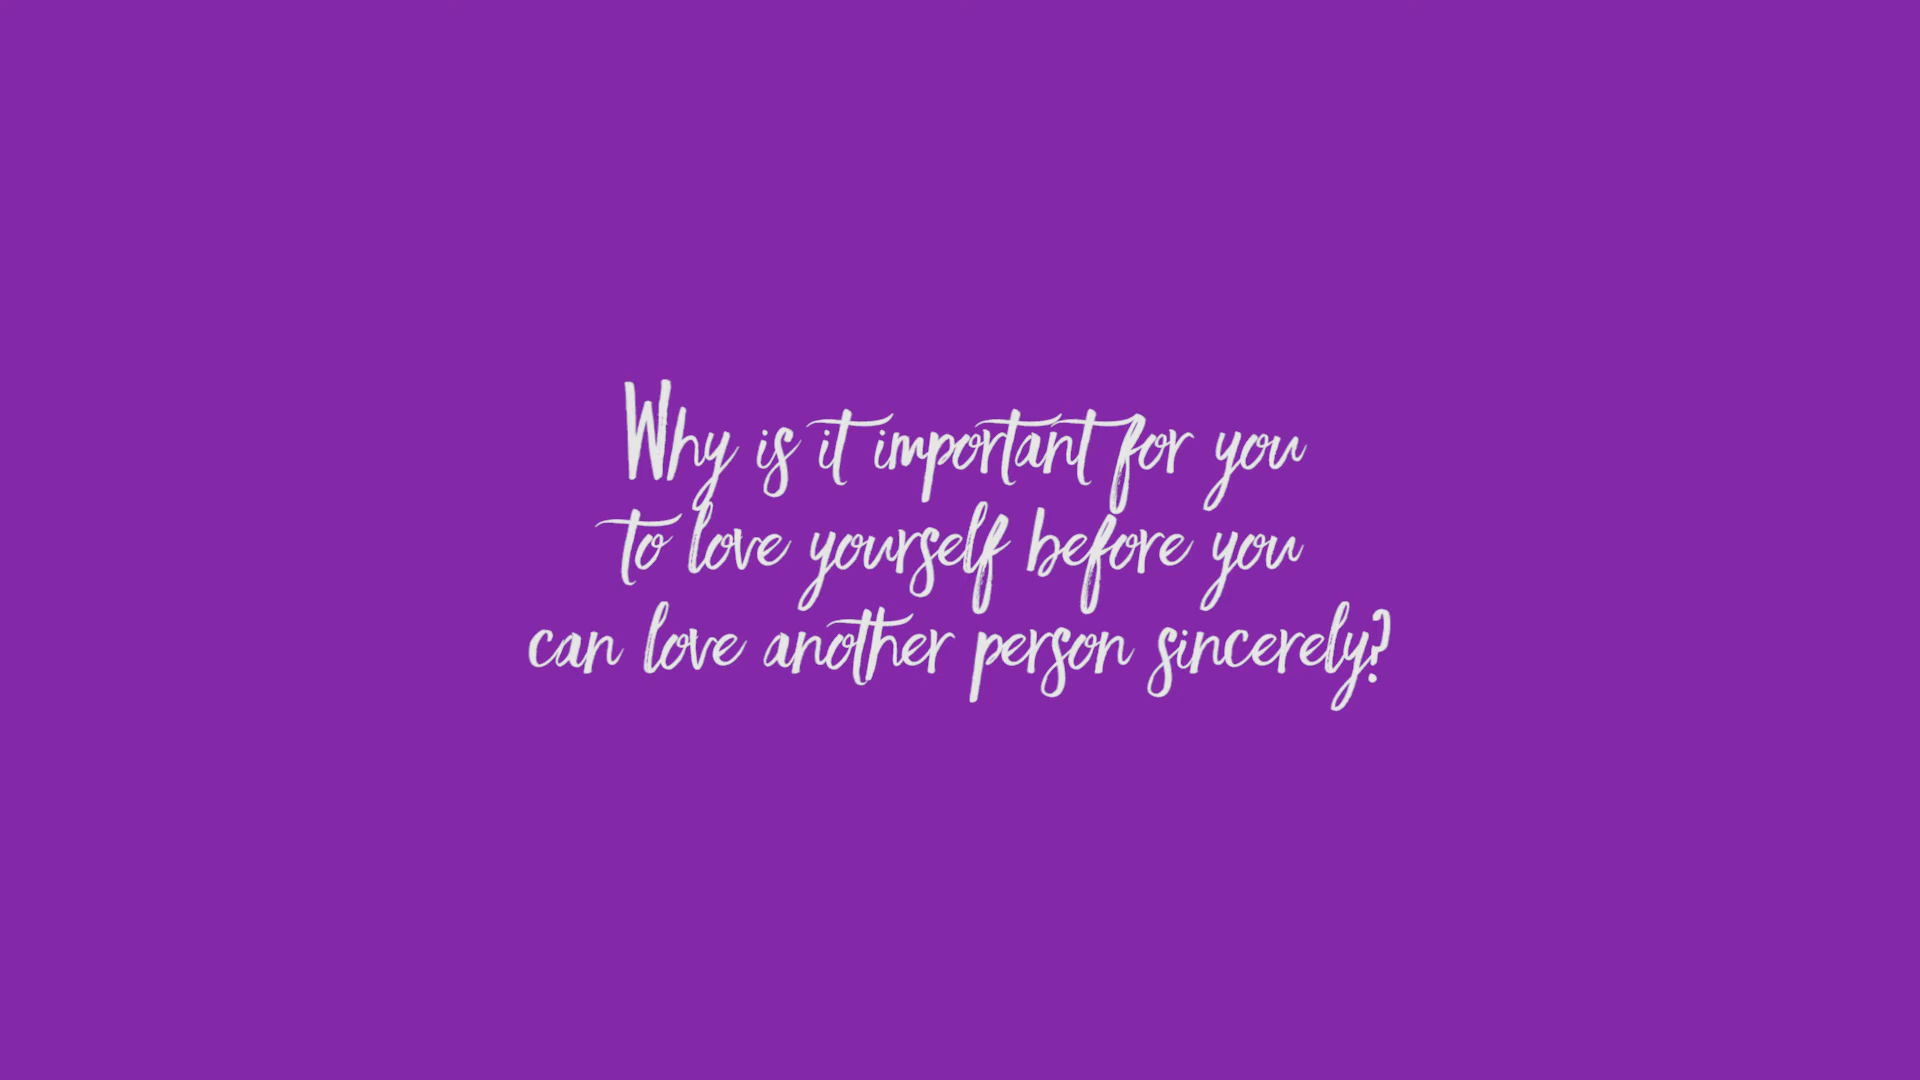 Why is it important for you
to love yourself before you
can love another person sincerely?